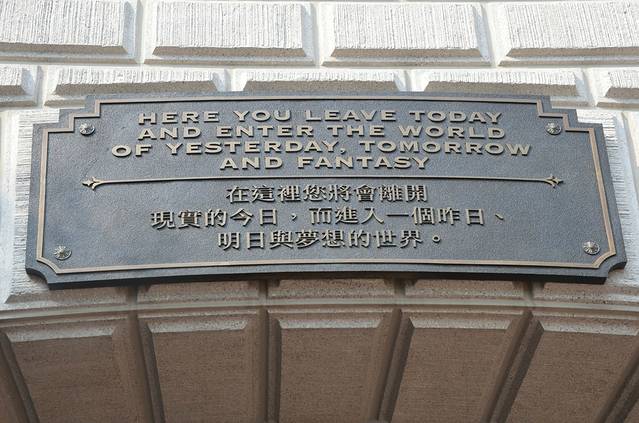 HERE YOU LEAVE TODAY
AND ENTER THE WORLD
OF YESTERDAY, TOMORROW
AND FANTASY
在這裡您將會離開
現實的今日，而進入一個昨日、
明日與夢想的世界。